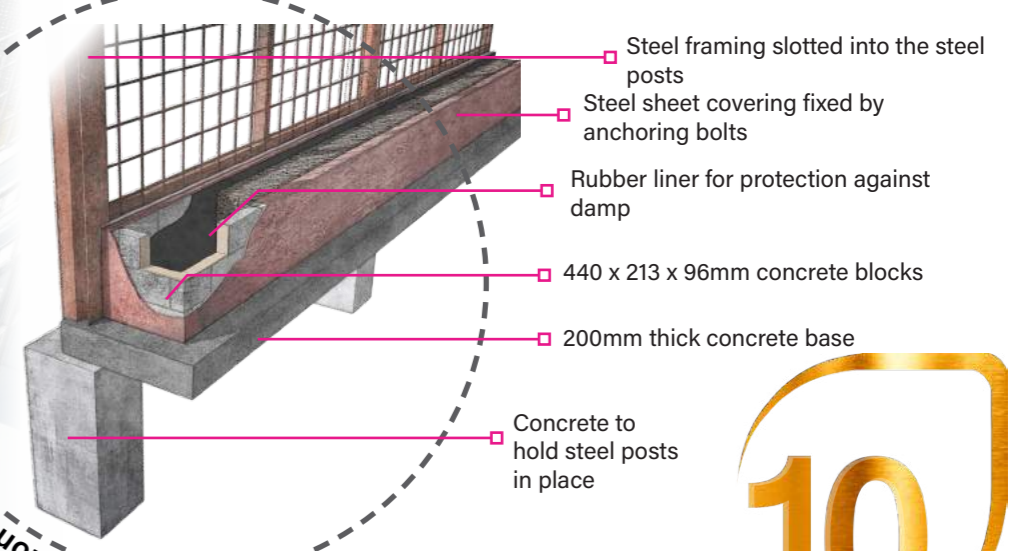 Steel framing slotted into the steel
posts
Steel sheet covering fixed by
anchoring bolts
Rubber liner for protection against
damp
440 x 213 x 96mm concrete blocks
200mm thick concrete base
Concrete to
hold steel posts
in place
10